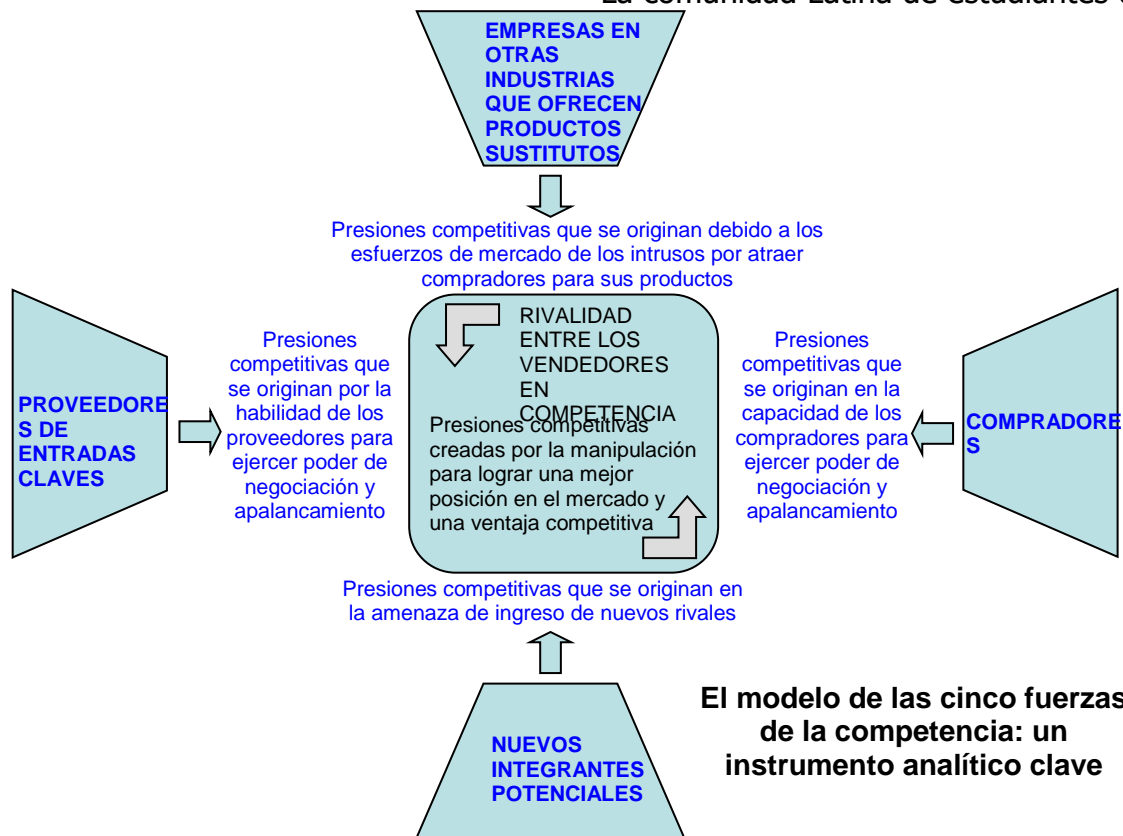 La comunidad Latina de estudiantes
EMPRESAS EN
OTRAS
INDUSTRIAS
QUE OFRECEN
PRODUCTOS
SUSTITUTOS
Presiones competitivas que se originan debido a los
esfuerzos de mercado de los intrusos por atraer
compradores para sus productos
PROVEEDORE
S DE
ENTRADAS
CLAVES
Presiones
competitivas que
se originan por la
habilidad de los
proveedores para
ejercer poder de
negociación y
apalancamiento
RIVALIDAD
ENTRE LOS
VENDEDORES
EN
COMPETENCIA
Presiones competitivas
creadas por la manipulación
para lograr una mejor
posición en el mercado y
una ventaja competitiva
Presiones
competitivas que
se originan en la
capacidad de los
compradores para
ejercer poder de
negociación y
apalancamiento
COMPRADORE
S
Presiones competitivas que se originan en
la amenaza de ingreso de nuevos rivales
NUEVOS
INTEGRANTES
POTENCIALES
El modelo de las cinco fuerzas
de la competencia: un
instrumento analítico clave